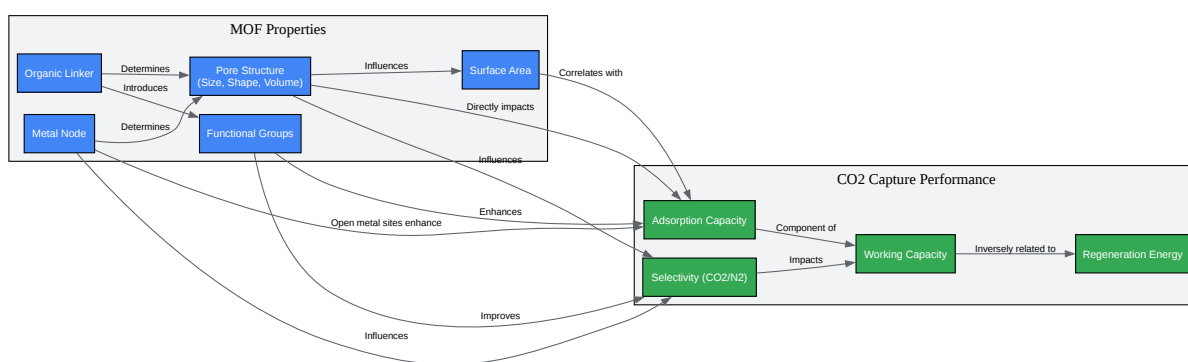 MOF Properties
Organic Linker
Determines
Pore Structure
(Size, Shape, Volume)
Influences
Surface Area
Correlates with
Introduces
Directly impacts
Metal Node
Determines
Functional Groups
Influences
CO2 Capture Performance
Enhances
Open metal sites enhance
Adsorption Capacity
Component of
Working Capacity
Inversely related to
Regeneration Energy
Selectivity (CO2/N2)
Impacts
Improves
Influences